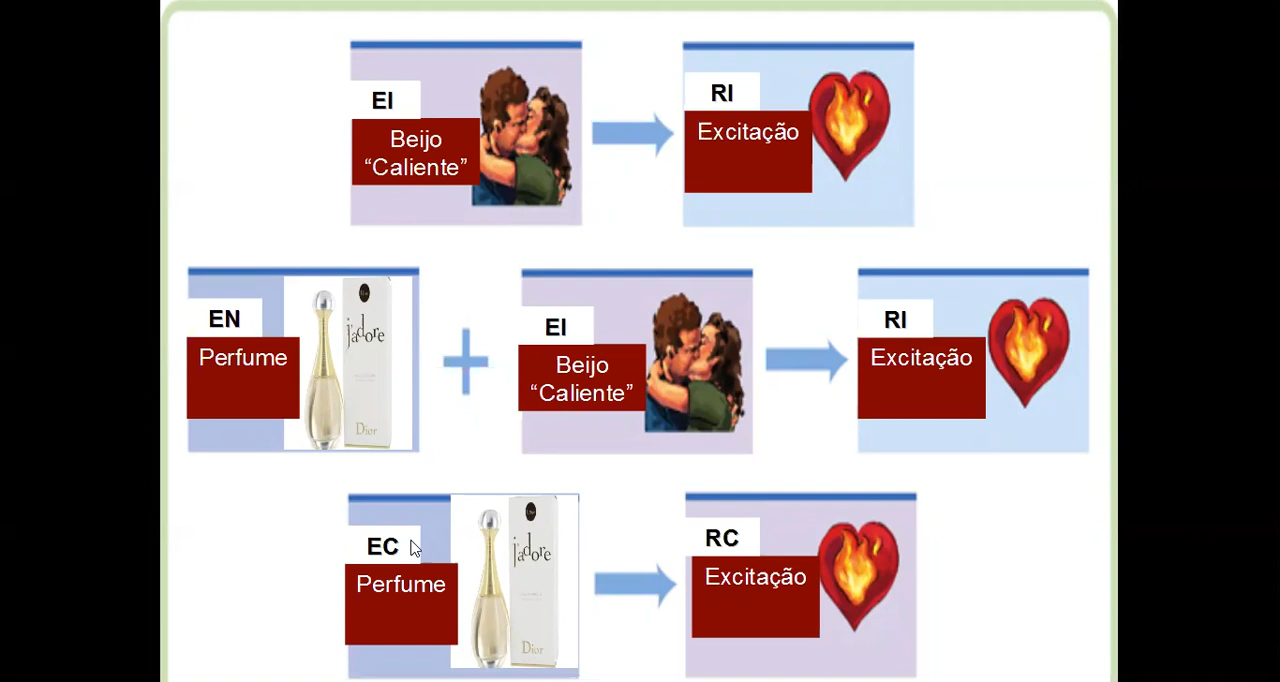 EI
Beijo
“Caliente”
RI
Excitação
EN
Perfume
j'adore
Dior
EI
Beijo
“Caliente”
RI
Excitação
EC
Perfume
j'adore
Dior
RC
Excitação